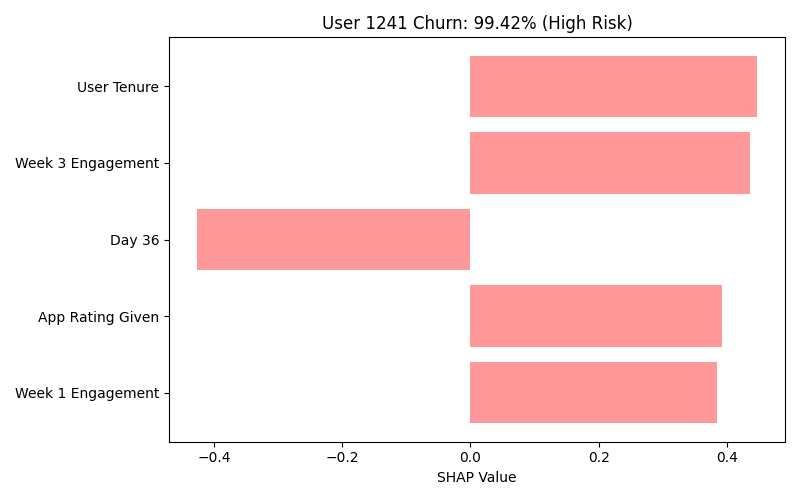 User 1241 Churn: 99.42% (High Risk)
User Tenure
Week 3 Engagement
Day 36
App Rating Given
Week 1 Engagement
−0.4 −0.2 0.0 0.2 0.4
SHAP Value